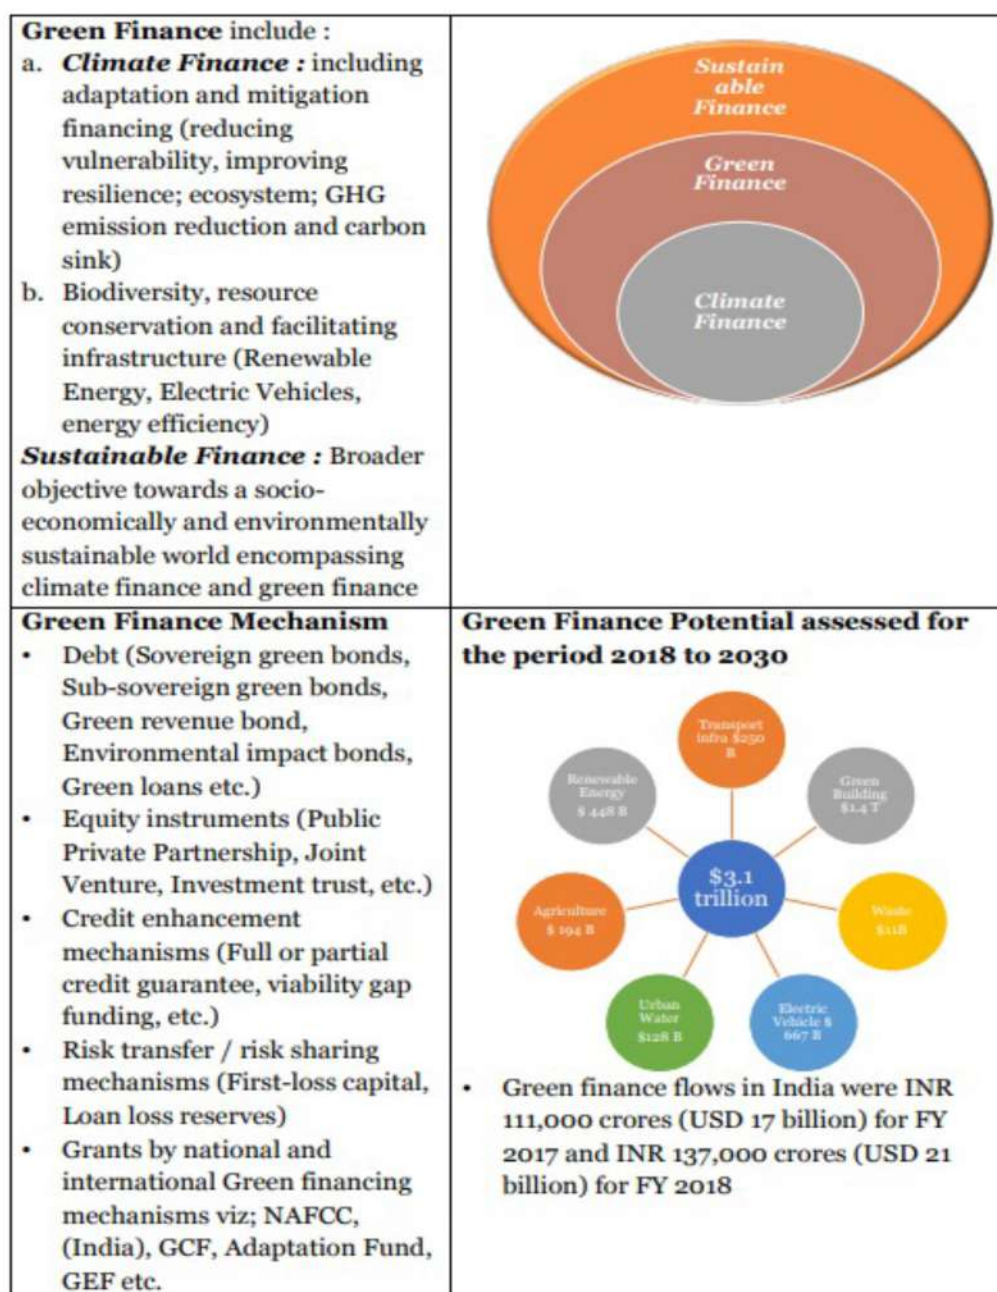 Green Finance include :
a. Climate Finance : including
adaptation and mitigation
financing (reducing
vulnerability, improving
resilience; ecosystem; GHG
emission reduction and carbon
sink)
b. Biodiversity, resource
conservation and facilitating
infrastructure (Renewable
Energy, Electric Vehicles,
energy efficiency)
Sustainable Finance : Broader
objective towards a socio-
economically and environmentally
sustainable world encompassing
climate finance and green finance
Sustain
able
Finance
Green
Finance
Climate
Finance
Green Finance Mechanism
• Debt (Sovereign green bonds,
Sub-sovereign green bonds,
Green revenue bond,
Environmental impact bonds,
Green loans etc.)
• Equity instruments (Public
Private Partnership, Joint
Venture, Investment trust, etc.)
• Credit enhancement
mechanisms (Full or partial
credit guarantee, viability gap
funding, etc.)
• Risk transfer / risk sharing
mechanisms (First-loss capital,
Loan loss reserves)
• Grants by national and
international Green financing
mechanisms viz; NAFCC,
(India), GCF, Adaptation Fund,
GEF etc.
Green Finance Potential assessed for
the period 2018 to 2030
Transport
infra $250
B
Renewable
Energy
$ 448 B
Green
Building
$1.4 T
$3.1
trillion
Agriculture
$ 194 B
Waste
$11B
Urban
Water
$128 B
Electric
Vehicle $
667 B
• Green finance flows in India were INR
111,000 crores (USD 17 billion) for FY
2017 and INR 137,000 crores (USD 21
billion) for FY 2018